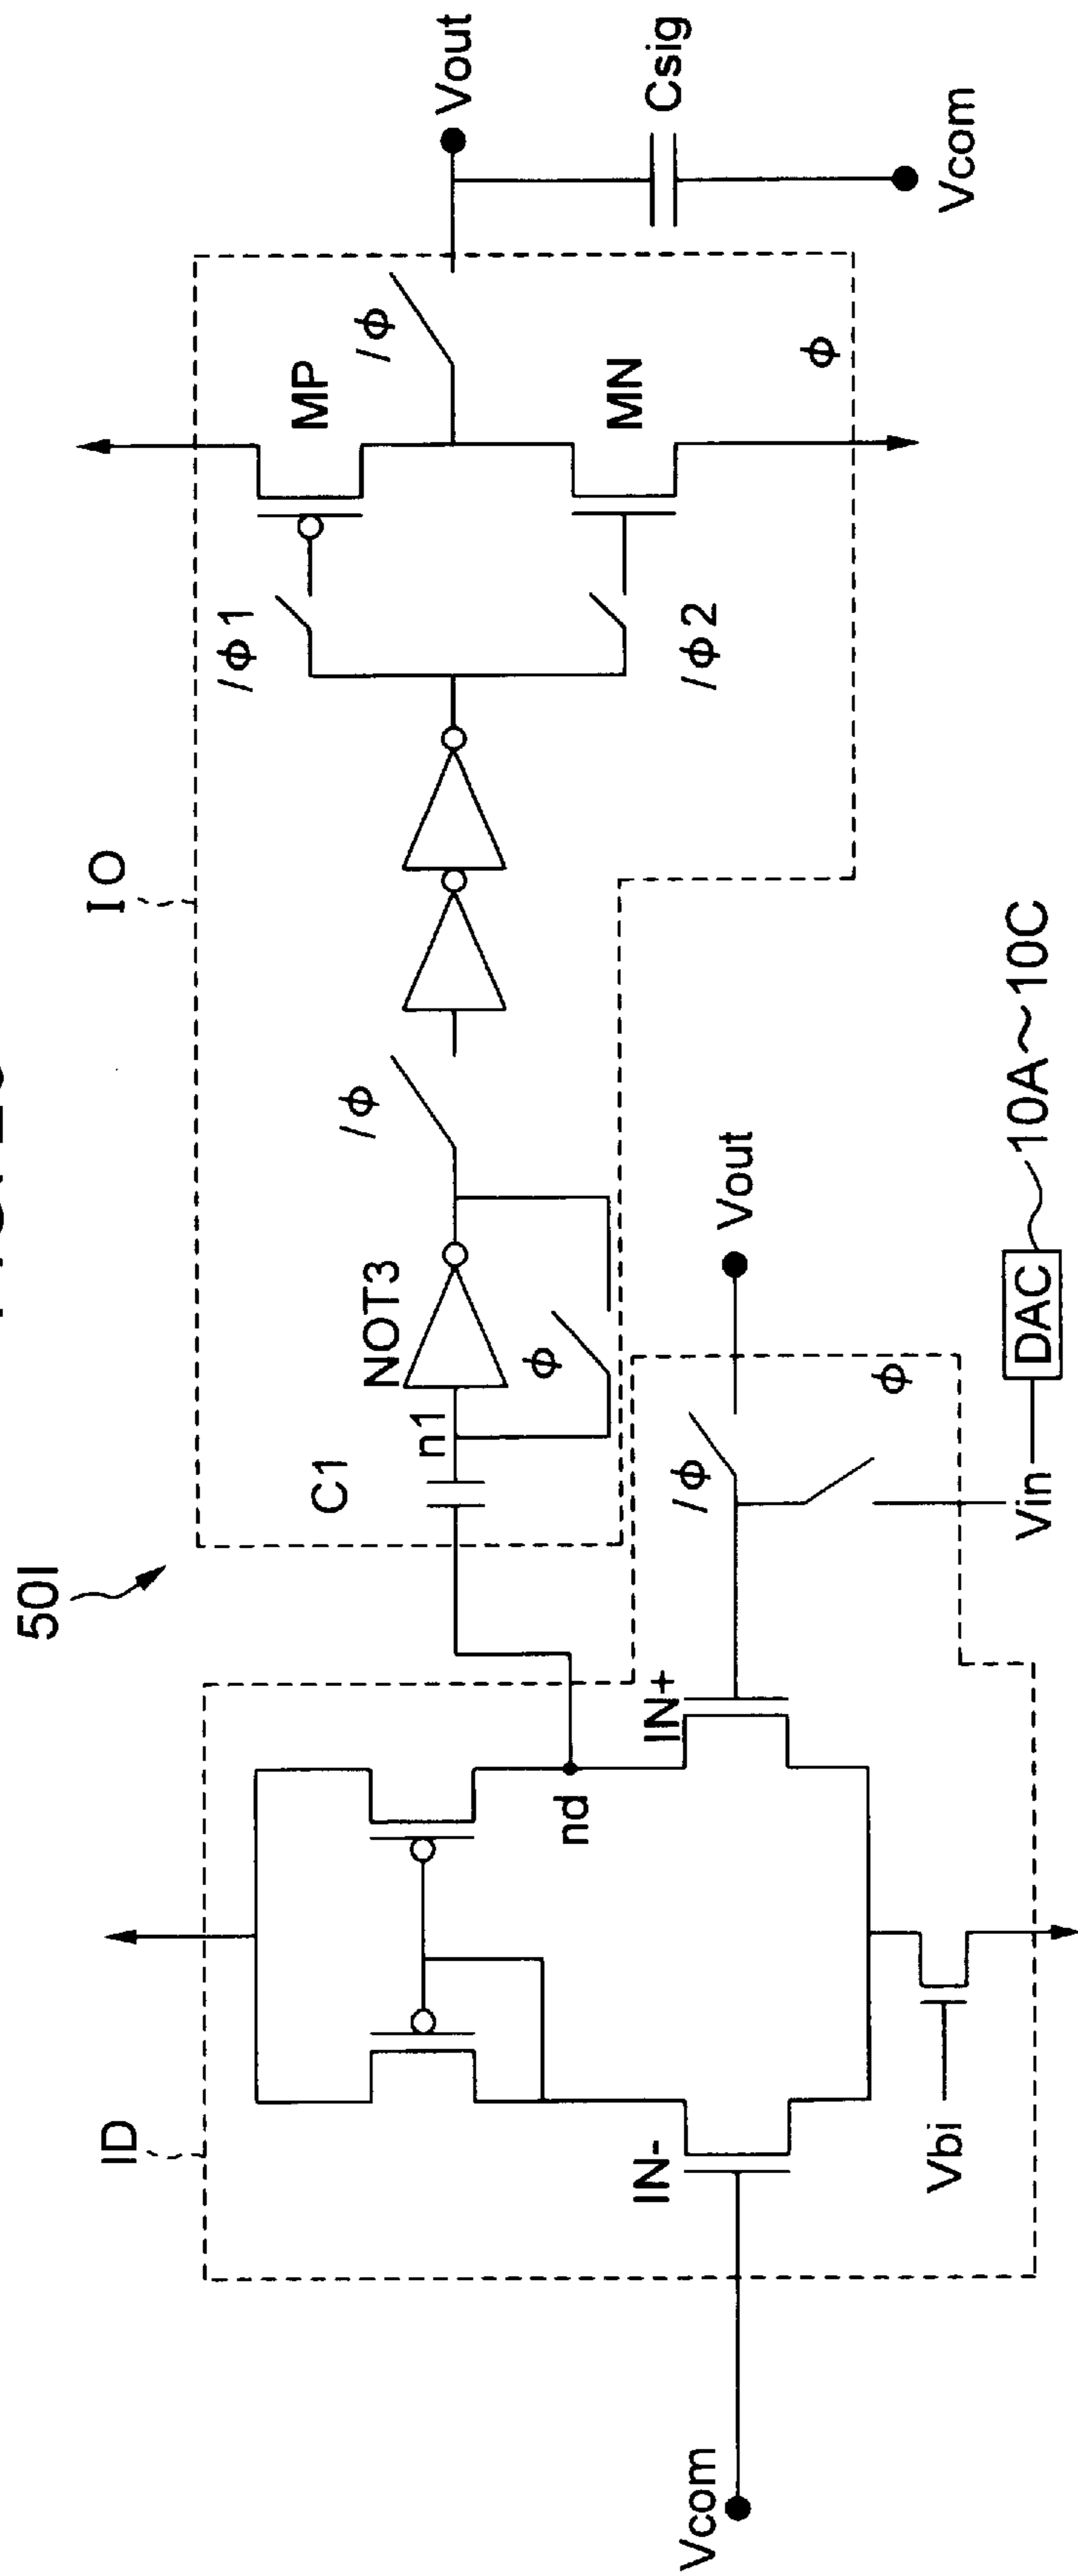 50I
ID
IO
Vcom
IN-
Vbi
nd
IN+
C1
n1
NOT3
φ
/φ
/φ
φ
Vin
DAC
10A～10C
Vout
/φ1
/φ2
MP
MN
/φ
φ
Vout
Csig
Vcom